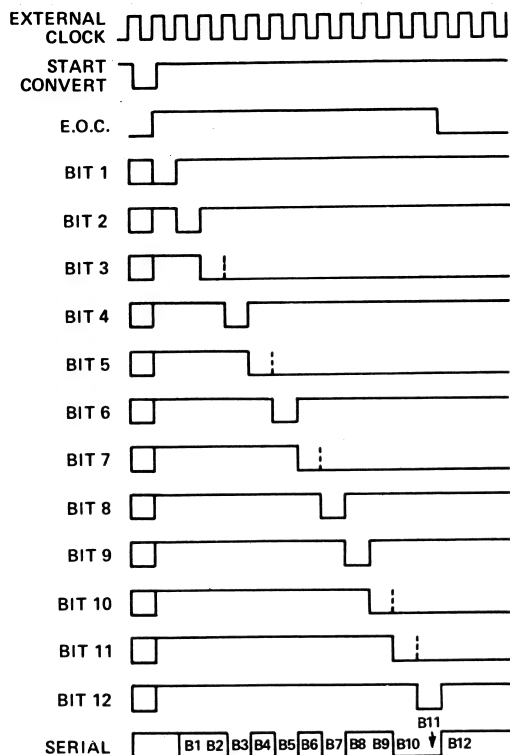 EXTERNAL
CLOCK
START
CONVERT
E.O.C.
BIT 1
BIT 2
BIT 3
BIT 4
BIT 5
BIT 6
BIT 7
BIT 8
BIT 9
BIT 10
BIT 11
BIT 12
B11
SERIAL B1 B2 B3 B4 B5 B6 B7 B8 B9 B10 B12